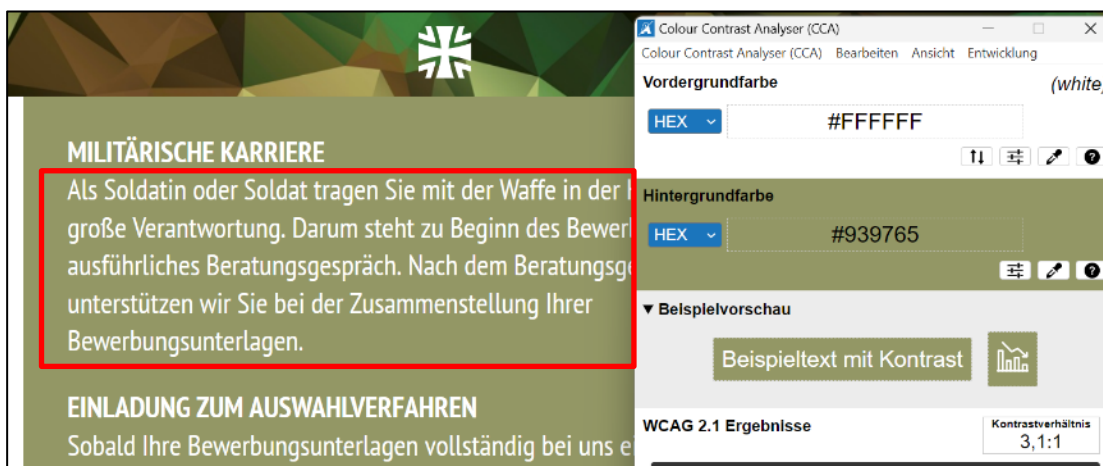 MILITÄRISCHE KARRIERE
Als Soldatin oder Soldat tragen Sie mit der Waffe in der
große Verantwortung. Darum steht zu Beginn des Bewer
ausführliches Beratungsgespräch. Nach dem Beratungsge
unterstützen wir Sie bei der Zusammenstellung Ihrer
Bewerbungsunterlagen.
EINLADUNG ZUM AUSWAHLVERFAHREN
Sobald Ihre Bewerbungsunterlagen vollständig bei uns ei
Colour Contrast Analyser (CCA)
Colour Contrast Analyser (CCA) Bearbeiten Ansicht Entwicklung
Vordergrundfarbe (white)
HEX #FFFFFF
Hintergrundfarbe
HEX #939765
Beispielvorschau
Beispieltext mit Kontrast
WCAG 2.1 Ergebnisse
Kontrastverhältnis
3,1:1